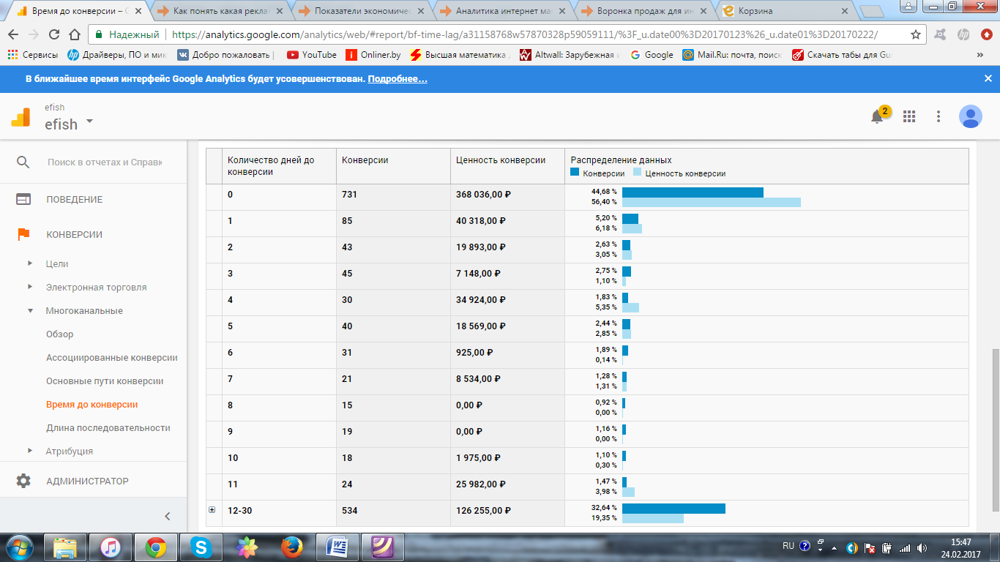 Время до конверсии – G
Как понять какая рекла
Показатели экономичес
Аналитика интернет ма
Воронка продаж для ин
Корзина
Надежный
https://analytics.google.com/analytics/web/#report/bf-time-lag/a31158768w57870328p59059111/%3F_u.date00%3D20170123%26_u.date01%3D20170222/
Сервисы
Драйверы, ПО и мик
Добро пожаловать |
YouTube
Onliner.by
Высшая математика
Altwall: Зарубежная и
Google
Mail.Ru: почта, поиск
Скачать табы для Gu
»
В ближайшее время интерфейс Google Analytics будет усовершенствован. Подробнее…
efish
efish
2
Поиск в отчетах и Справк
ПОВЕДЕНИЕ
КОНВЕРСИИ
Цели
Электронная торговля
Многоканальные
Обзор
Ассоциированные конверсии
Основные пути конверсии
Время до конверсии
Длина последовательности
Атрибуция
АДМИНИСТРАТОР
Количество дней до
конверсии
Конверсии
Ценность конверсии
Распределение данных
Конверсии Ценность конверсии
0 731 368 036,00 ₽ 44,68 %
56,40 %
1 85 40 318,00 ₽ 5,20 %
6,18 %
2 43 19 893,00 ₽ 2,63 %
3,05 %
3 45 7 148,00 ₽ 2,75 %
1,10 %
4 30 34 924,00 ₽ 1,83 %
5,35 %
5 40 18 569,00 ₽ 2,44 %
2,85 %
6 31 925,00 ₽ 1,89 %
0,14 %
7 21 8 534,00 ₽ 1,28 %
1,31 %
8 15 0,00 ₽ 0,92 %
0,00 %
9 19 0,00 ₽ 1,16 %
0,00 %
10 18 1 975,00 ₽ 1,10 %
0,30 %
11 24 25 982,00 ₽ 1,47 %
3,98 %
12-30 534 126 255,00 ₽ 32,64 %
19,35 %
RU
15:47
24.02.2017